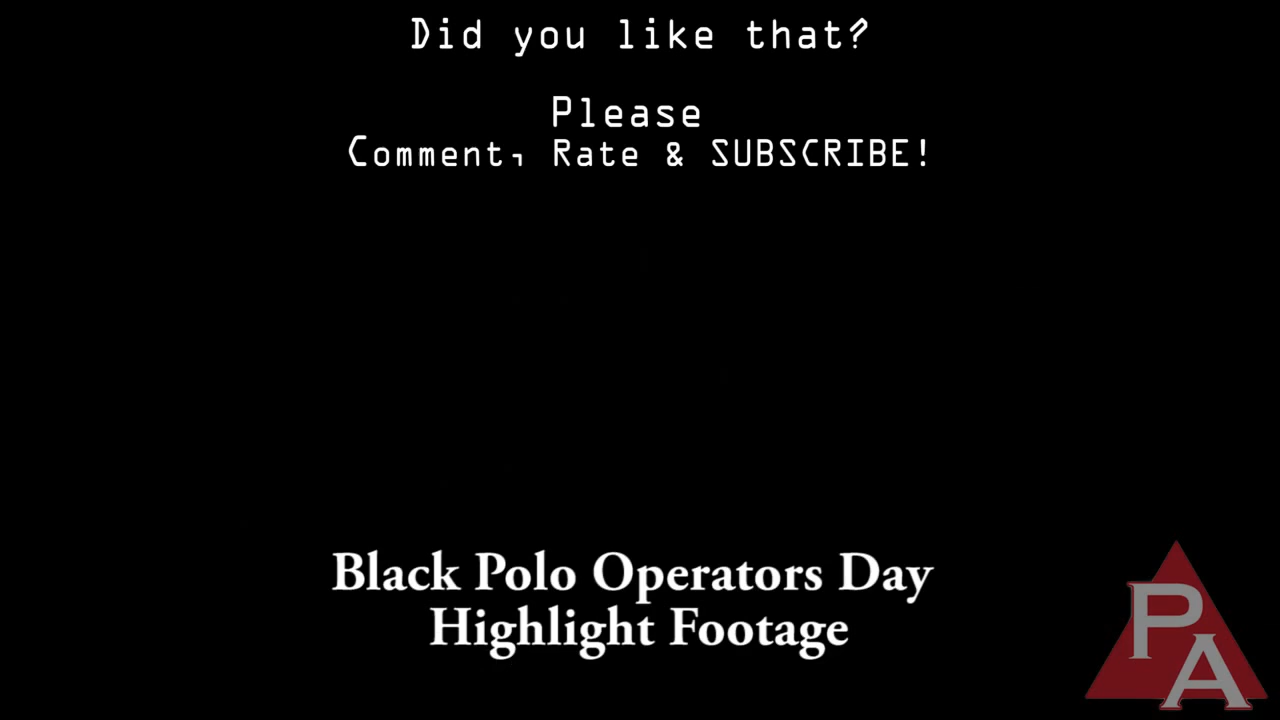 Did you like that?
Please
Comment, Rate & SUBSCRIBE!
Black Polo Operators Day
Highlight Footage
PA